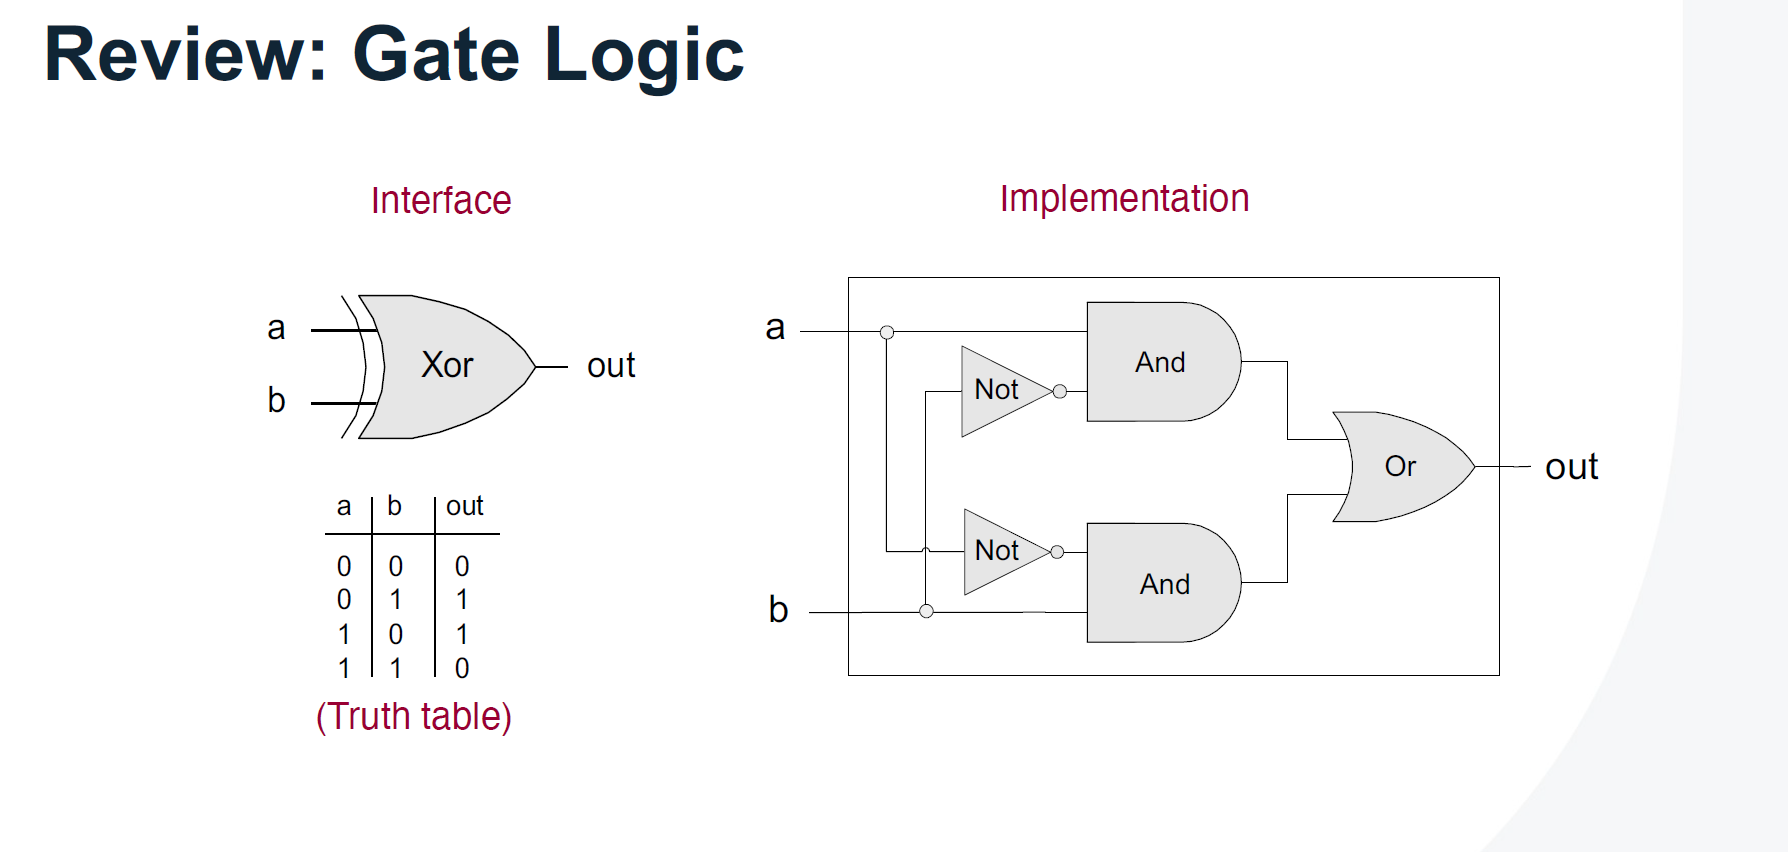 Review: Gate Logic
Interface
a
b
Xor
out
a b out
0 0 0
0 1 1
1 0 1
1 1 0
(Truth table)
Implementation
a
b
Not
And
Not
And
Or
out